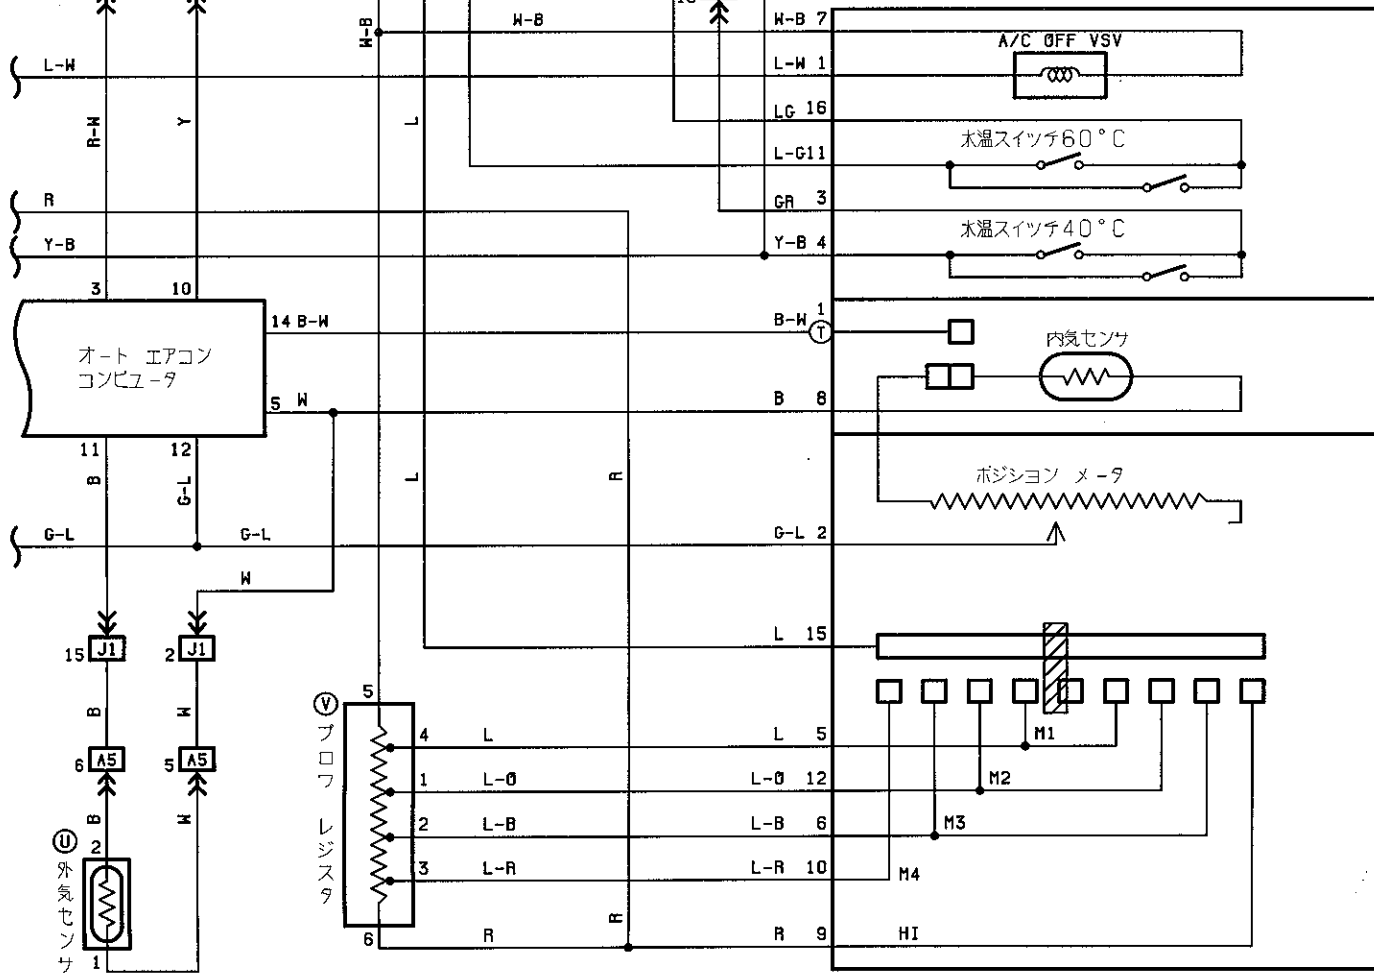 W-B
W-B
W-B 7
A/C OFF VSV
L-W
L-W 1
R-W
Y
L
LG 16
水温スイッチ60°C
L-G11
R
GR 3
水温スイッチ40°C
Y-B
Y-B 4
3
10
14 B-W
B-W
1
T
内気センサ
オート エアコン
コンピュータ
5 W
B 8
11
12
B
G-L
L
R
ポジション メータ
G-L
G-L
G-L 2
W
L 15
15 J1
2 J1
B
W
5
V
ブロワ レジスタ
4 L
L 5
M1
6 A5
5 A5
1 L-O
L-O 12
M2
B
W
2 L-B
L-B 6
M3
U
2
外気センサ
3 L-R
L-R 10
M4
R
6
R
R 9
HI
1